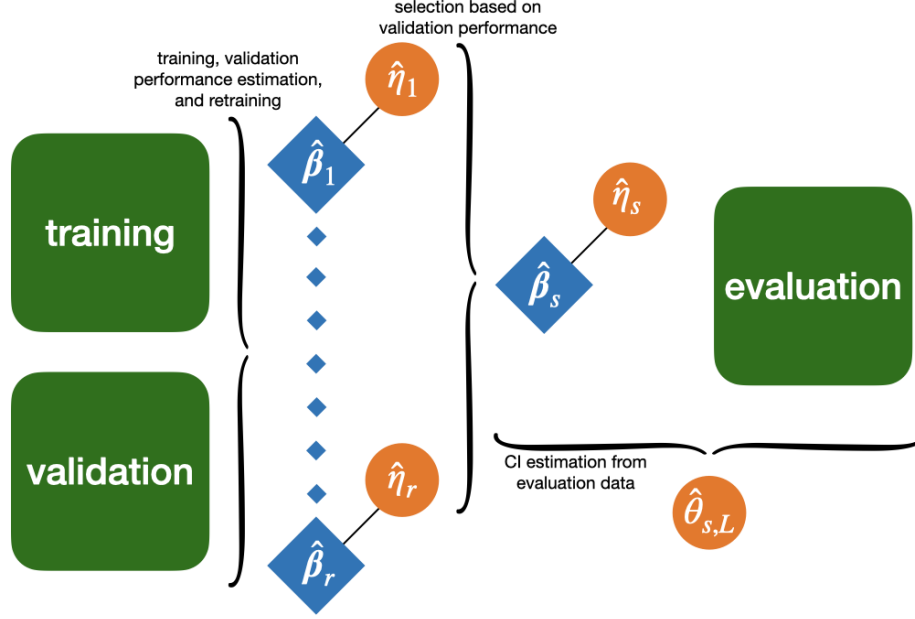 selection based on
validation performance
training, validation
performance estimation,
and retraining
η̂₁
β̂₁
training
η̂ₛ
β̂ₛ
evaluation
validation
η̂ᵣ
β̂ᵣ
CI estimation from
evaluation data
θ̂ₛ,L